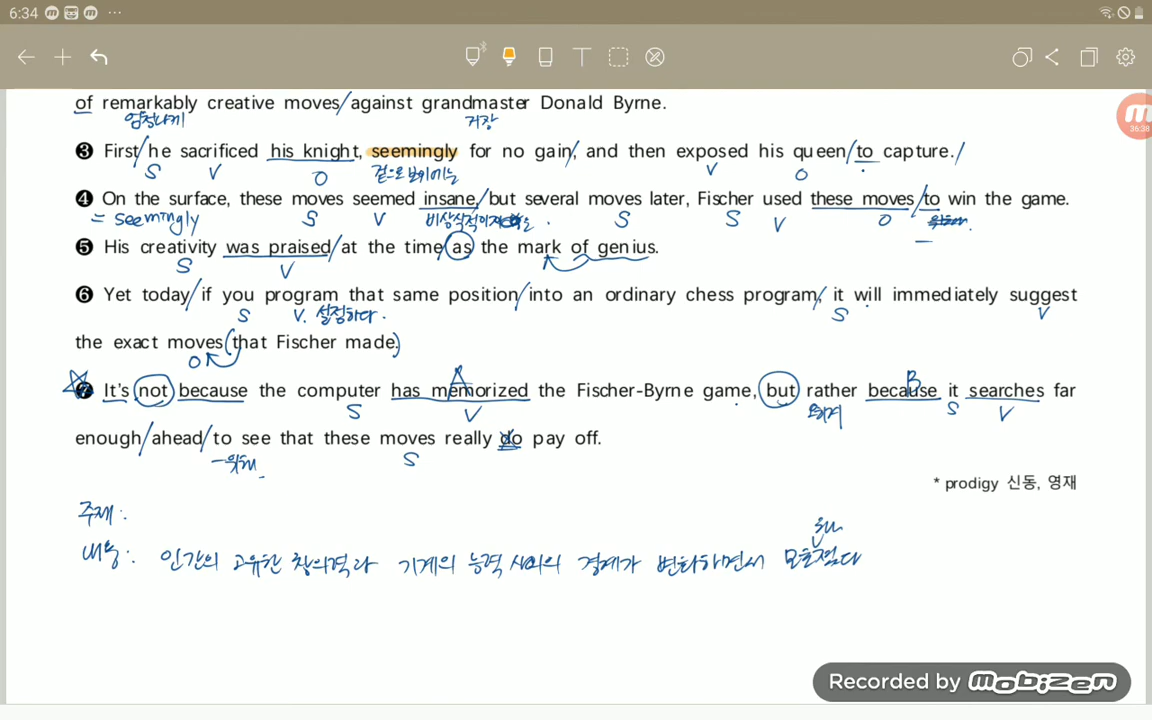 6:34
of remarkably creative moves/against grandmaster Donald Byrne.
엄청나게 거장
❸ First/he sacrificed his knight, seemingly for no gain/, and then exposed his queen/to capture./
S V O 겉으로 보이에는 V O
❹ On the surface, these moves seemed insane,/but several moves later, Fischer used these moves/to win the game.
= seemingly S V 비상식적이지 S S V O
❺ His creativity was praised/at the time as the mark of genius.
S V
❻ Yet today/if you program that same position/into an ordinary chess program/, it will immediately suggest
S V. 설정하다. S V
the exact moves(that Fischer made.)
O
A B
❼ It's not because the computer has memorized the Fischer-Byrne game, but rather because it searches far
S V 오히려 S V
enough/ahead/to see that these moves really do pay off.
-위해. S
* prodigy 신동, 영재
주제:
내용: 인간의 고유한 창의력과 기계의 능력 사이의 경계가 변화하면서 모호졌다
Recorded by mobizen
36:38